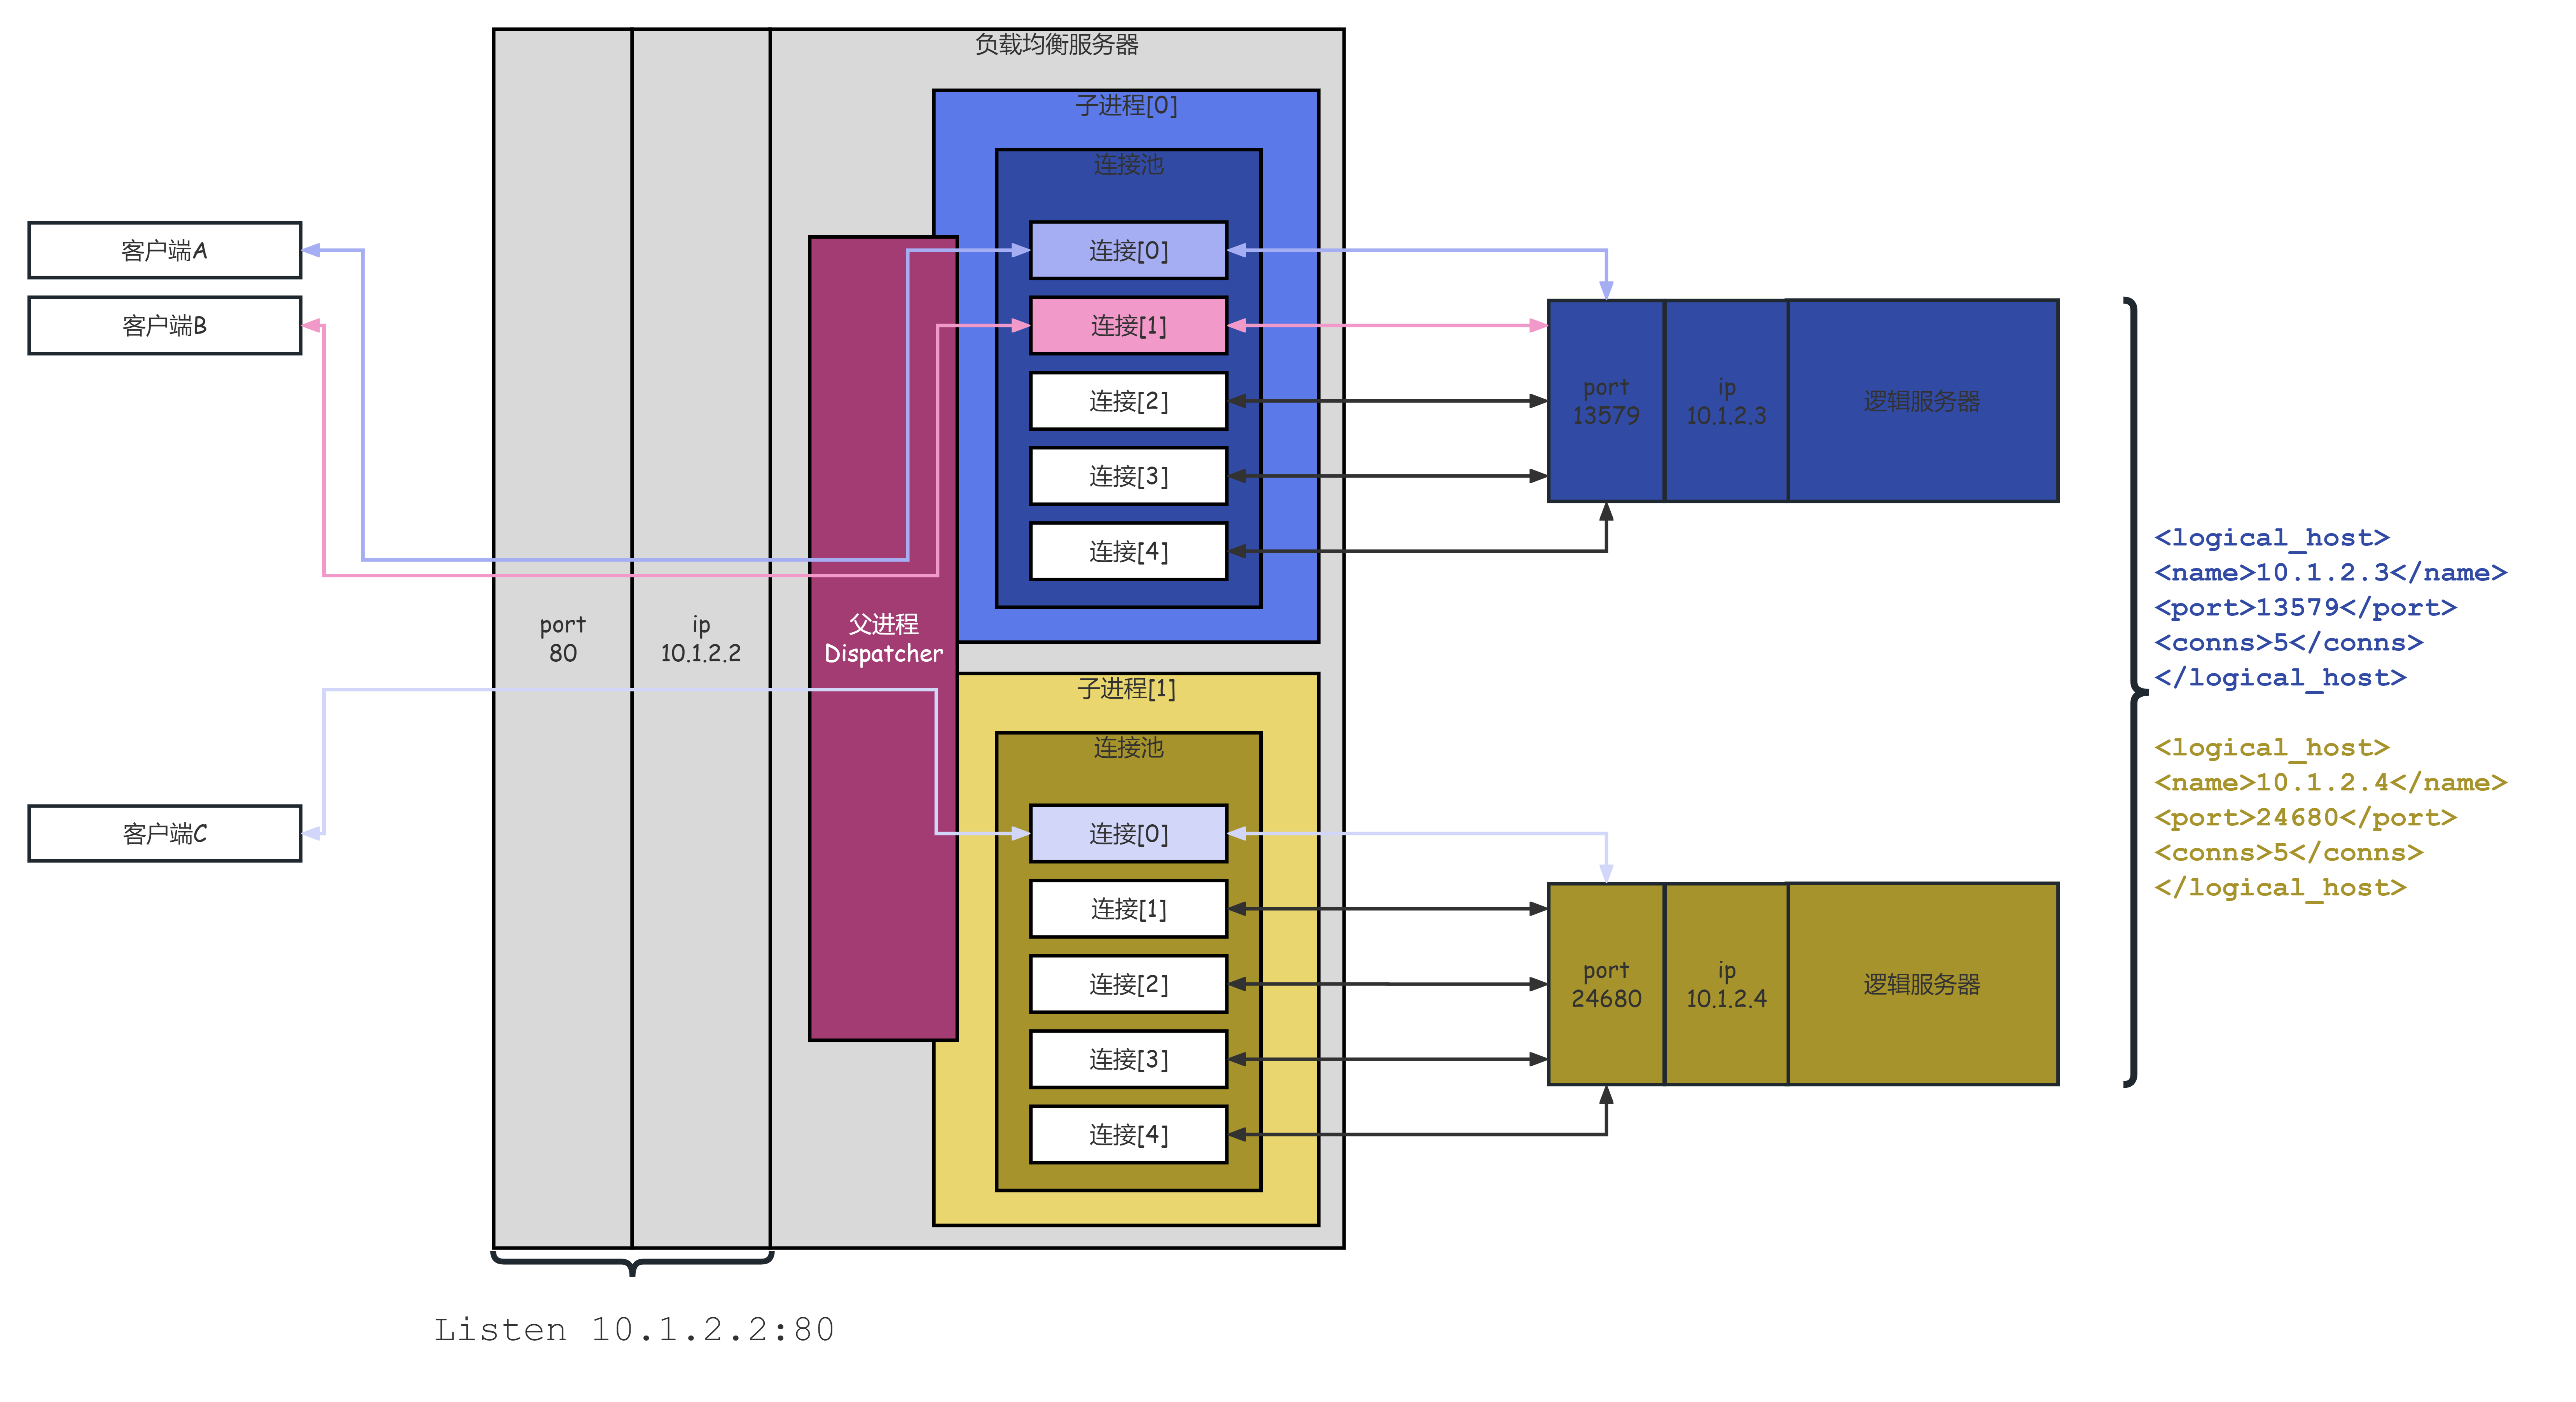 负载均衡服务器
子进程[0]
连接池
客户端A
连接[0]
客户端B
连接[1]
连接[2]
连接[3]
连接[4]
port
13579
ip
10.1.2.3
逻辑服务器
port
80
ip
10.1.2.2
父进程
Dispatcher
子进程[1]
连接池
客户端C
连接[0]
连接[1]
连接[2]
连接[3]
连接[4]
port
24680
ip
10.1.2.4
逻辑服务器
<logical_host>
<name>10.1.2.3</name>
<port>13579</port>
<conns>5</conns>
</logical_host>
<logical_host>
<name>10.1.2.4</name>
<port>24680</port>
<conns>5</conns>
</logical_host>
Listen 10.1.2.2:80